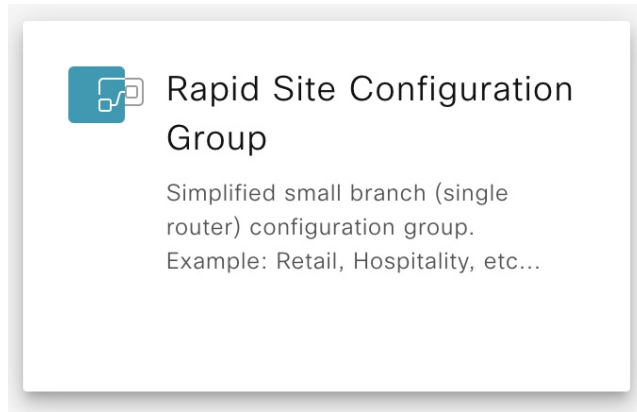 Rapid Site Configuration
Group
Simplified small branch (single
router) configuration group.
Example: Retail, Hospitality, etc...